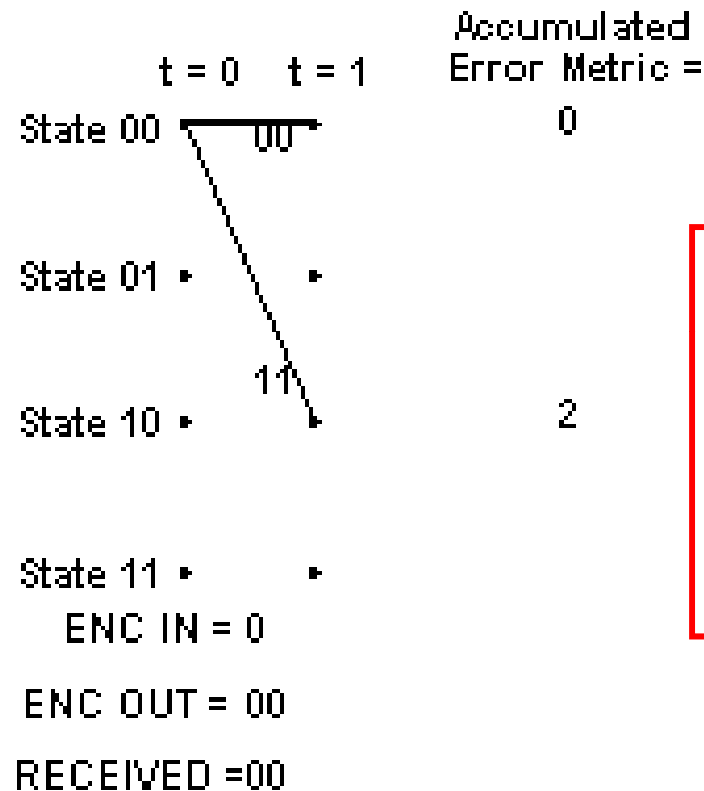 Accumulated
t = 0 t = 1 Error Metric =
State 00 00 0
State 01
11
State 10 2
State 11
ENC IN = 0
ENC OUT = 00
RECEIVED =00